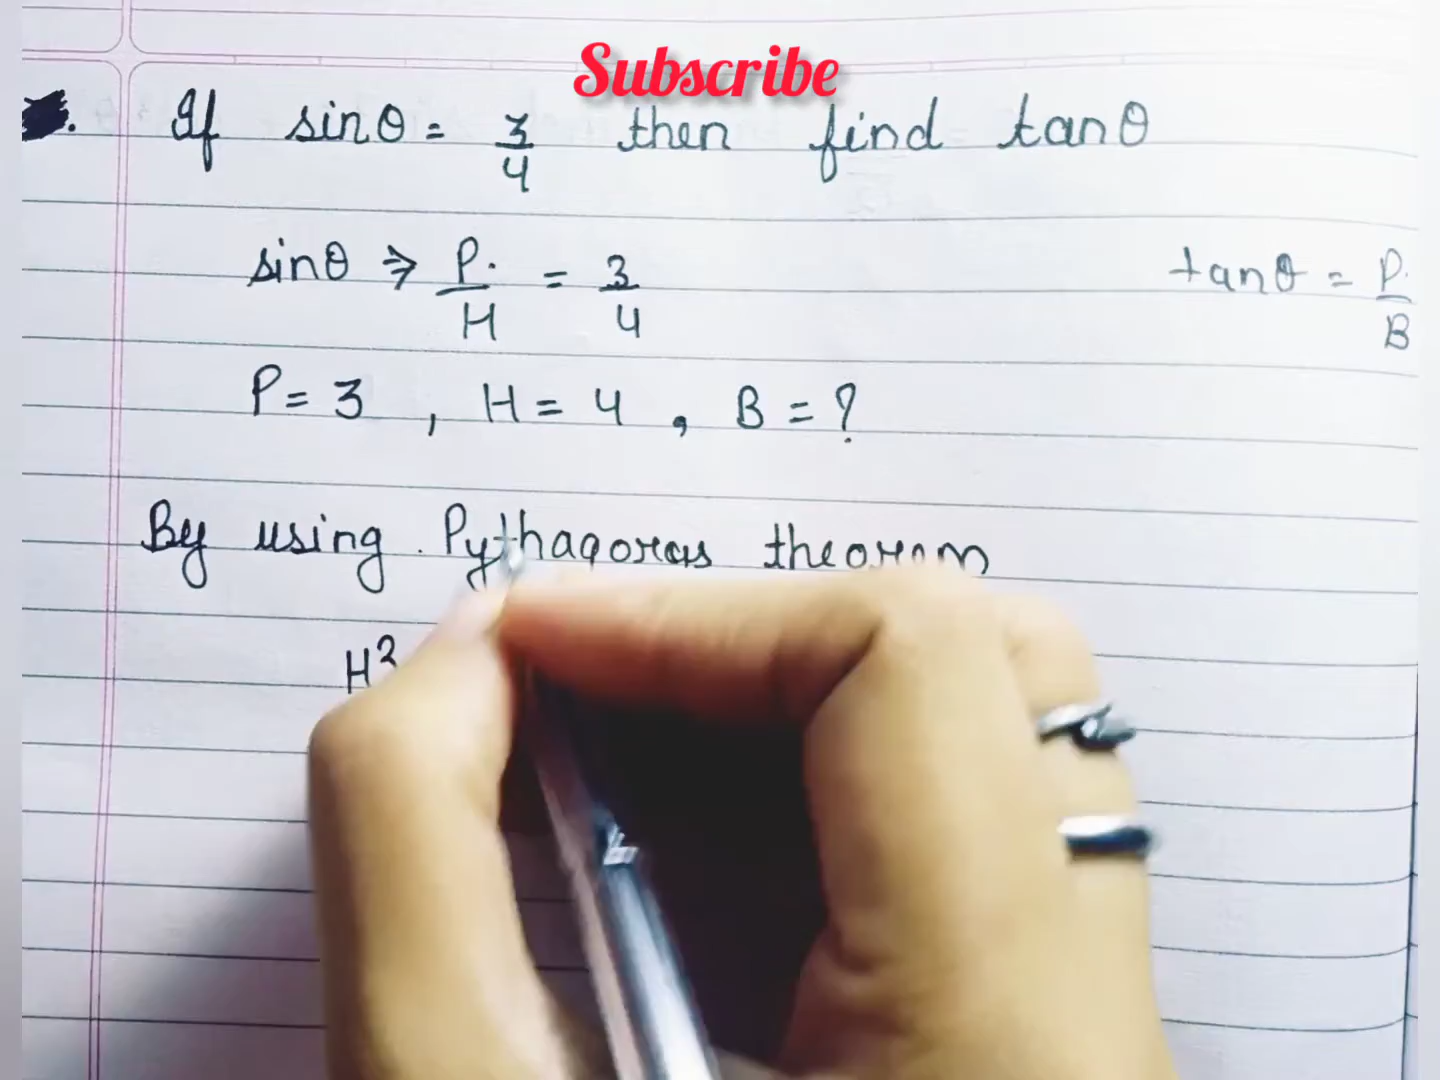 Subscribe
If sinθ = 3/4 then find tanθ
sinθ ⇒ P/H = 3/4
tanθ = P/B
P = 3 , H = 4 , B = ?
By using Pythagoras theorem
H²